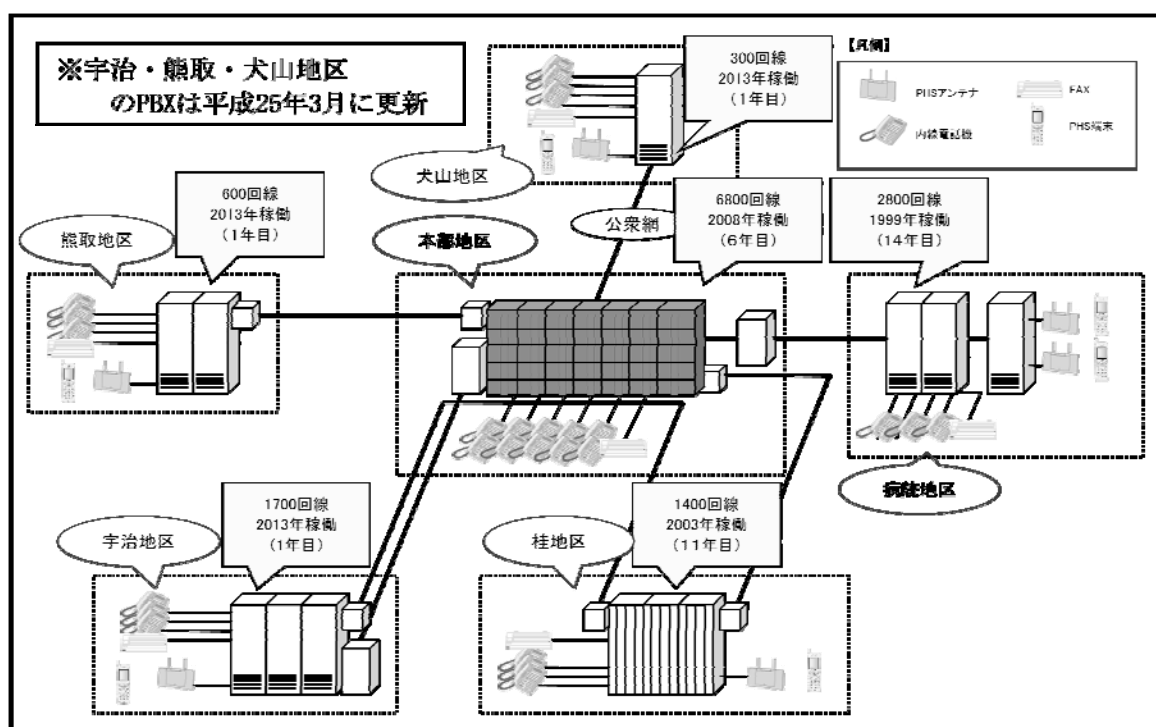 ※宇治・熊取・犬山地区
のPBXは平成25年3月に更新
300回線
2013年稼働
(1年目)
【凡例】
PHSアンテナ
FAX
内線電話機
PHS端末
犬山地区
600回線
2013年稼働
(1年目)
熊取地区
本部地区
公衆網
6800回線
2008年稼働
(6年目)
2800回線
1999年稼働
(14年目)
病院地区
1700回線
2013年稼働
(1年目)
宇治地区
1400回線
2003年稼働
(11年目)
桂地区